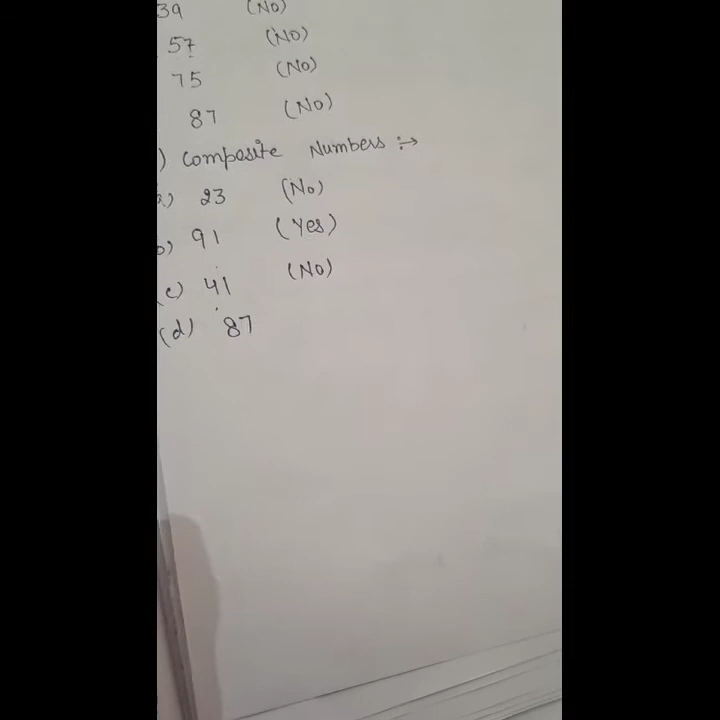 39 (No)
57 (No)
75 (No)
87 (No)
) Composite Numbers :→
a) 23 (No)
b) 91 (Yes)
(c) 41 (No)
(d) 87